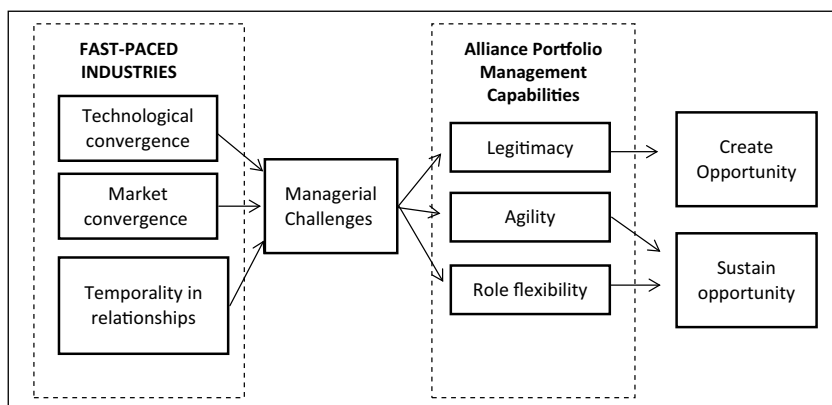 FAST-PACED
INDUSTRIES
Technological
convergence
Market
convergence
Temporality in
relationships
Managerial
Challenges
Alliance Portfolio
Management
Capabilities
Legitimacy
Agility
Role flexibility
Create
Opportunity
Sustain
opportunity